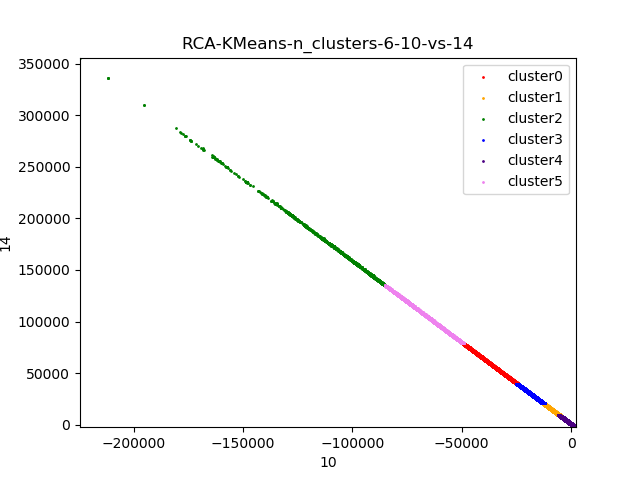 RCA-KMeans-n_clusters-6-10-vs-14
350000
300000
250000
200000
150000
100000
50000
0
14
cluster0
cluster1
cluster2
cluster3
cluster4
cluster5
−200000
−150000
−100000
−50000
0
10